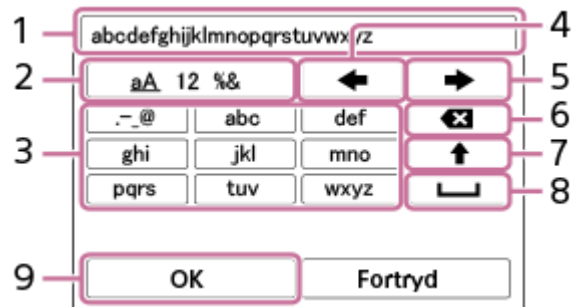 1 abcdefghijklmnopqrstuvwxyz 4
2 aA 12 %& 5
.-_@ abc def 6
3 ghi jkl mno 7
pqrs tuv wxyz 8
9 OK Fortryd